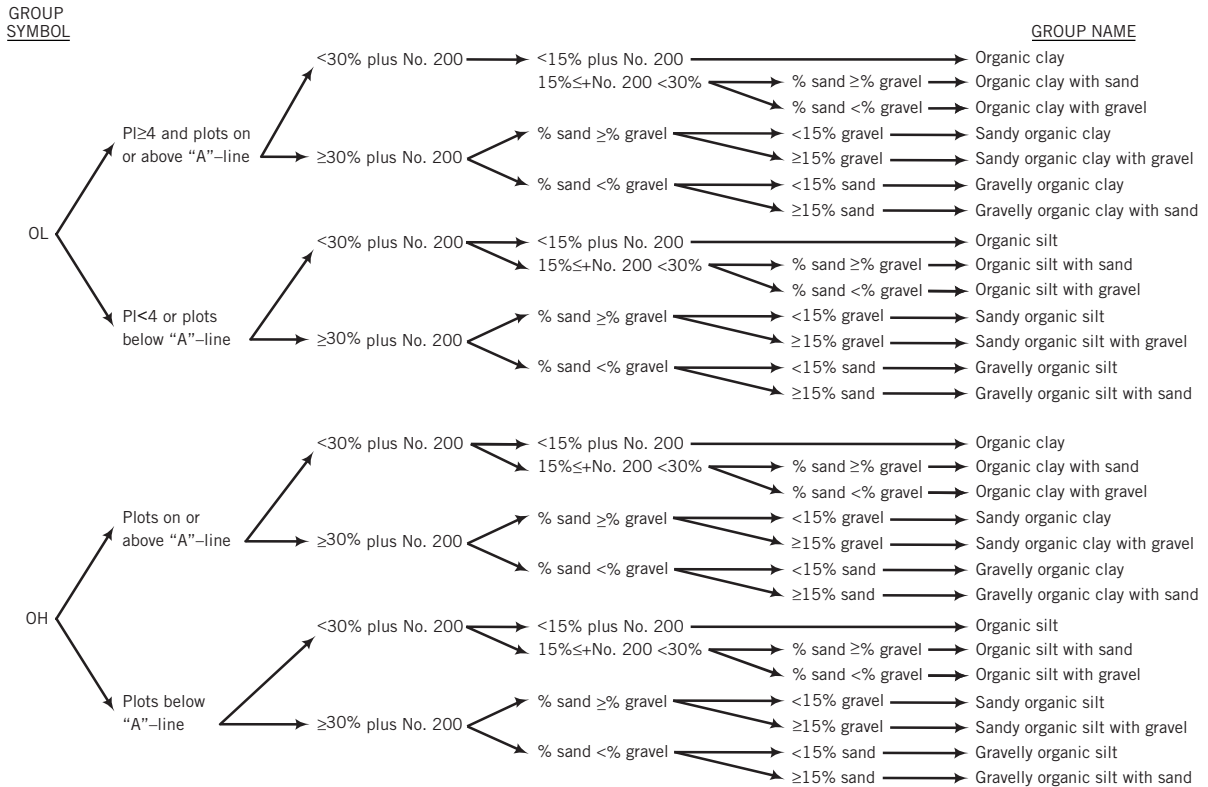 GROUP
SYMBOL
GROUP NAME
<30% plus No. 200 <15% plus No. 200 Organic clay
15%≤+No. 200 <30% % sand ≥% gravel Organic clay with sand
% sand <% gravel Organic clay with gravel
PI≥4 and plots on
or above “A”–line
≥30% plus No. 200
% sand ≥% gravel <15% gravel Sandy organic clay
≥15% gravel Sandy organic clay with gravel
% sand <% gravel <15% sand Gravelly organic clay
≥15% sand Gravelly organic clay with sand
OL
<30% plus No. 200 <15% plus No. 200 Organic silt
15%≤+No. 200 <30% % sand ≥% gravel Organic silt with sand
% sand <% gravel Organic silt with gravel
PI<4 or plots
below “A”–line
≥30% plus No. 200
% sand ≥% gravel <15% gravel Sandy organic silt
≥15% gravel Sandy organic silt with gravel
% sand <% gravel <15% sand Gravelly organic silt
≥15% sand Gravelly organic silt with sand
<30% plus No. 200 <15% plus No. 200 Organic clay
15%≤+No. 200 <30% % sand ≥% gravel Organic clay with sand
% sand <% gravel Organic clay with gravel
Plots on or
above “A”–line
≥30% plus No. 200
% sand ≥% gravel <15% gravel Sandy organic clay
≥15% gravel Sandy organic clay with gravel
% sand <% gravel <15% sand Gravelly organic clay
≥15% sand Gravelly organic clay with sand
OH
<30% plus No. 200 <15% plus No. 200 Organic silt
15%≤+No. 200 <30% % sand ≥% gravel Organic silt with sand
% sand <% gravel Organic silt with gravel
Plots below
“A”–line
≥30% plus No. 200
% sand ≥% gravel <15% gravel Sandy organic silt
≥15% gravel Sandy organic silt with gravel
% sand <% gravel <15% sand Gravelly organic silt
≥15% sand Gravelly organic silt with sand